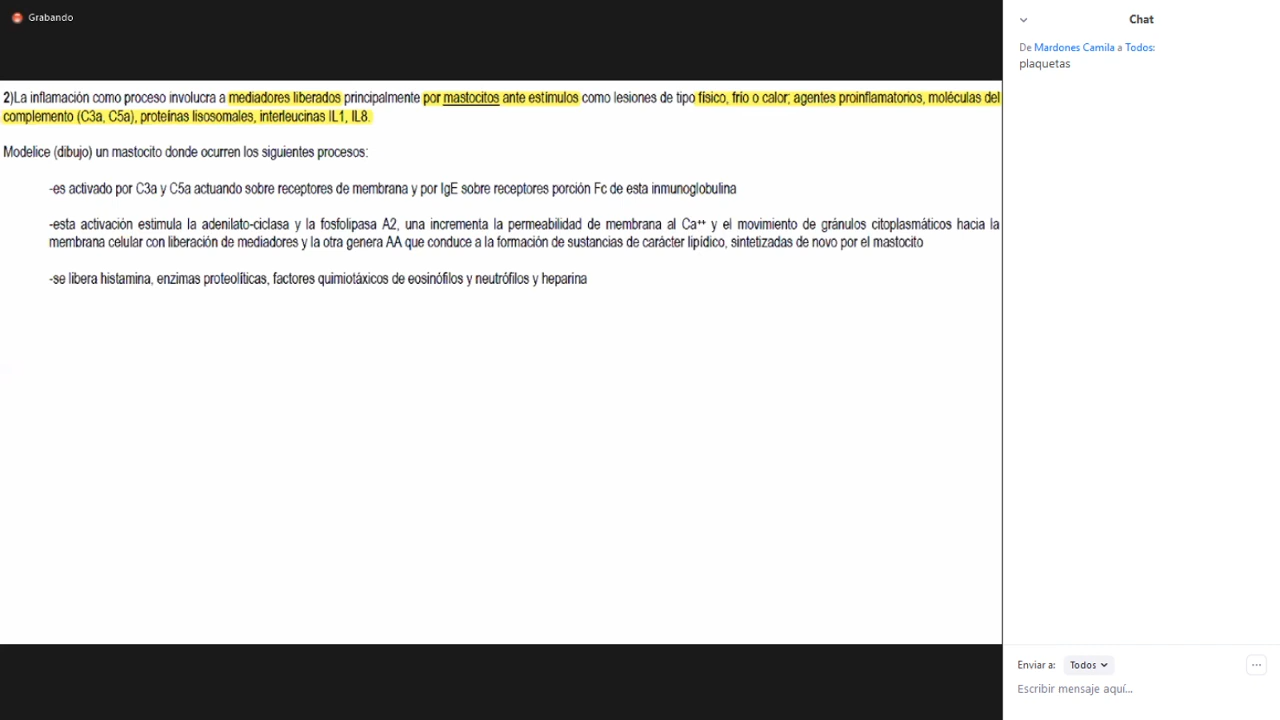 Grabando
Chat
De Mardones Camila a Todos:
plaquetas
2)La inflamación como proceso involucra a mediadores liberados principalmente por mastocitos ante estímulos como lesiones de tipo físico, frío o calor; agentes proinflamatorios, moléculas del
complemento (C3a, C5a), proteínas lisosomales, interleucinas IL1, IL8.
Modelice (dibujo) un mastocito donde ocurren los siguientes procesos:
-es activado por C3a y C5a actuando sobre receptores de membrana y por IgE sobre receptores porción Fc de esta inmunoglobulina
-esta activación estimula la adenilato-ciclasa y la fosfolipasa A2, una incrementa la permeabilidad de membrana al Ca⁺⁺ y el movimiento de gránulos citoplasmáticos hacia la
membrana celular con liberación de mediadores y la otra genera AA que conduce a la formación de sustancias de carácter lipídico, sintetizadas de novo por el mastocito
-se libera histamina, enzimas proteolíticas, factores quimiotáxicos de eosinófilos y neutrófilos y heparina
Enviar a: Todos
Escribir mensaje aquí...